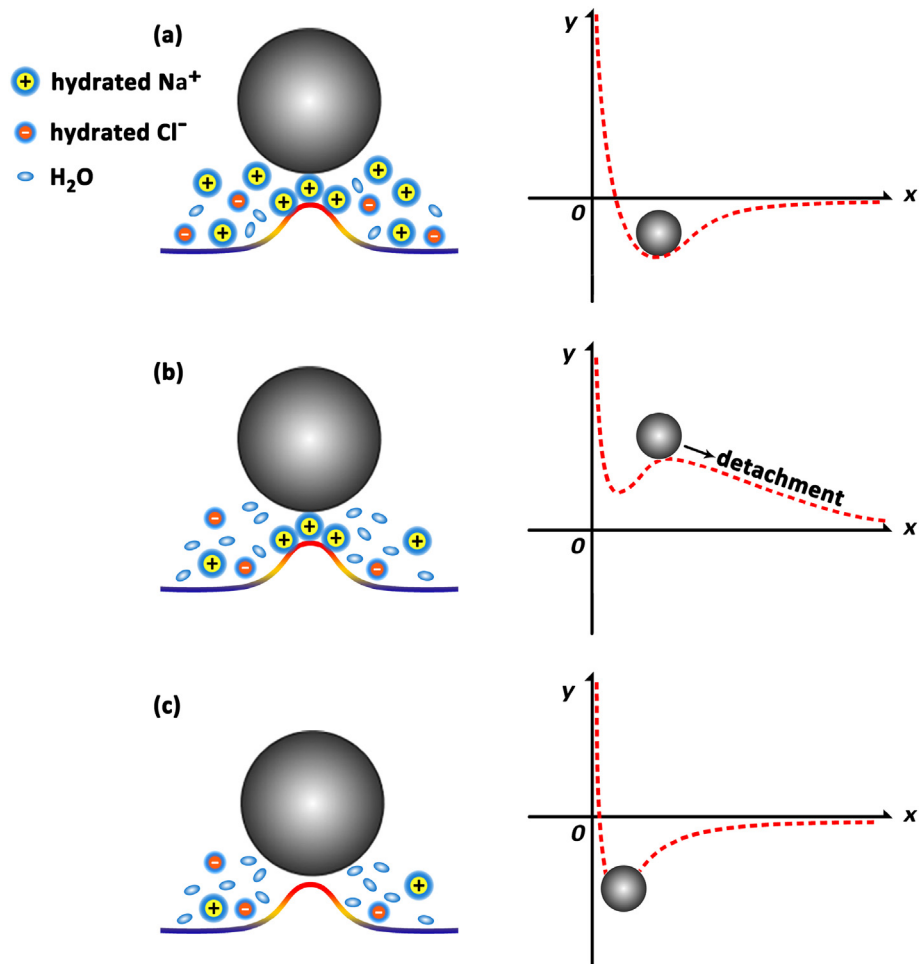 (a)
hydrated Na⁺
hydrated Cl⁻
H₂O
+
+
+
+
+
+
+
+
+
−
−
−
−
y
0
x
(b)
+
+
+
+
+
−
−
−
y
detachment
0
x
(c)
+
+
−
−
−
y
0
x